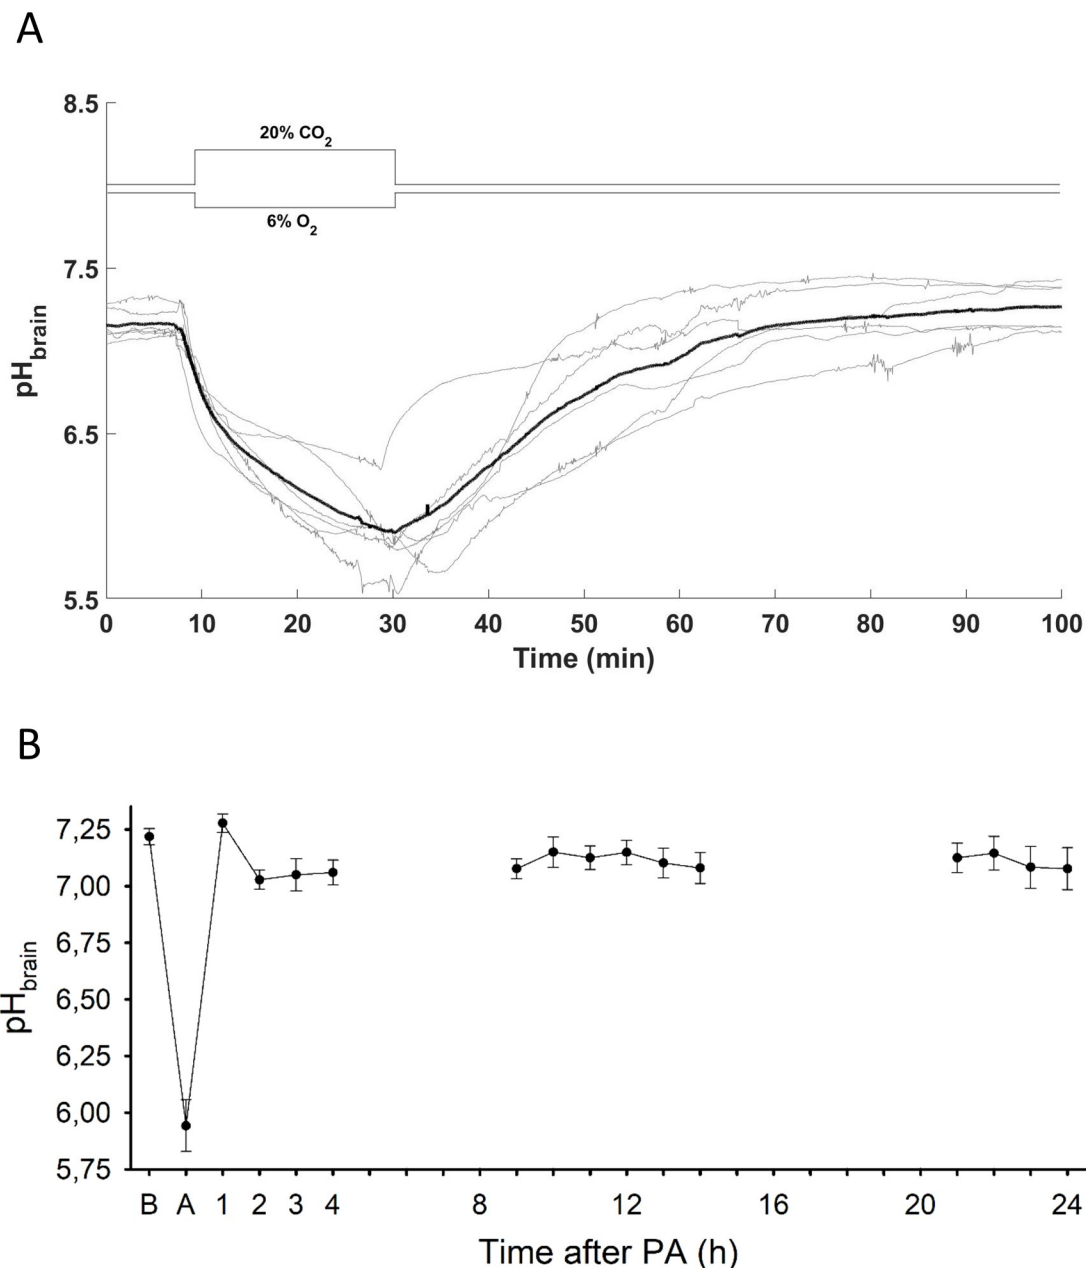 A
8.5
20% CO2
6% O2
7.5
6.5
5.5
pHbrain
0 10 20 30 40 50 60 70 80 90 100
Time (min)
B
7,25
7,00
6,75
6,50
6,25
6,00
5,75
pHbrain
B A 1 2 3 4 8 12 16 20 24
Time after PA (h)